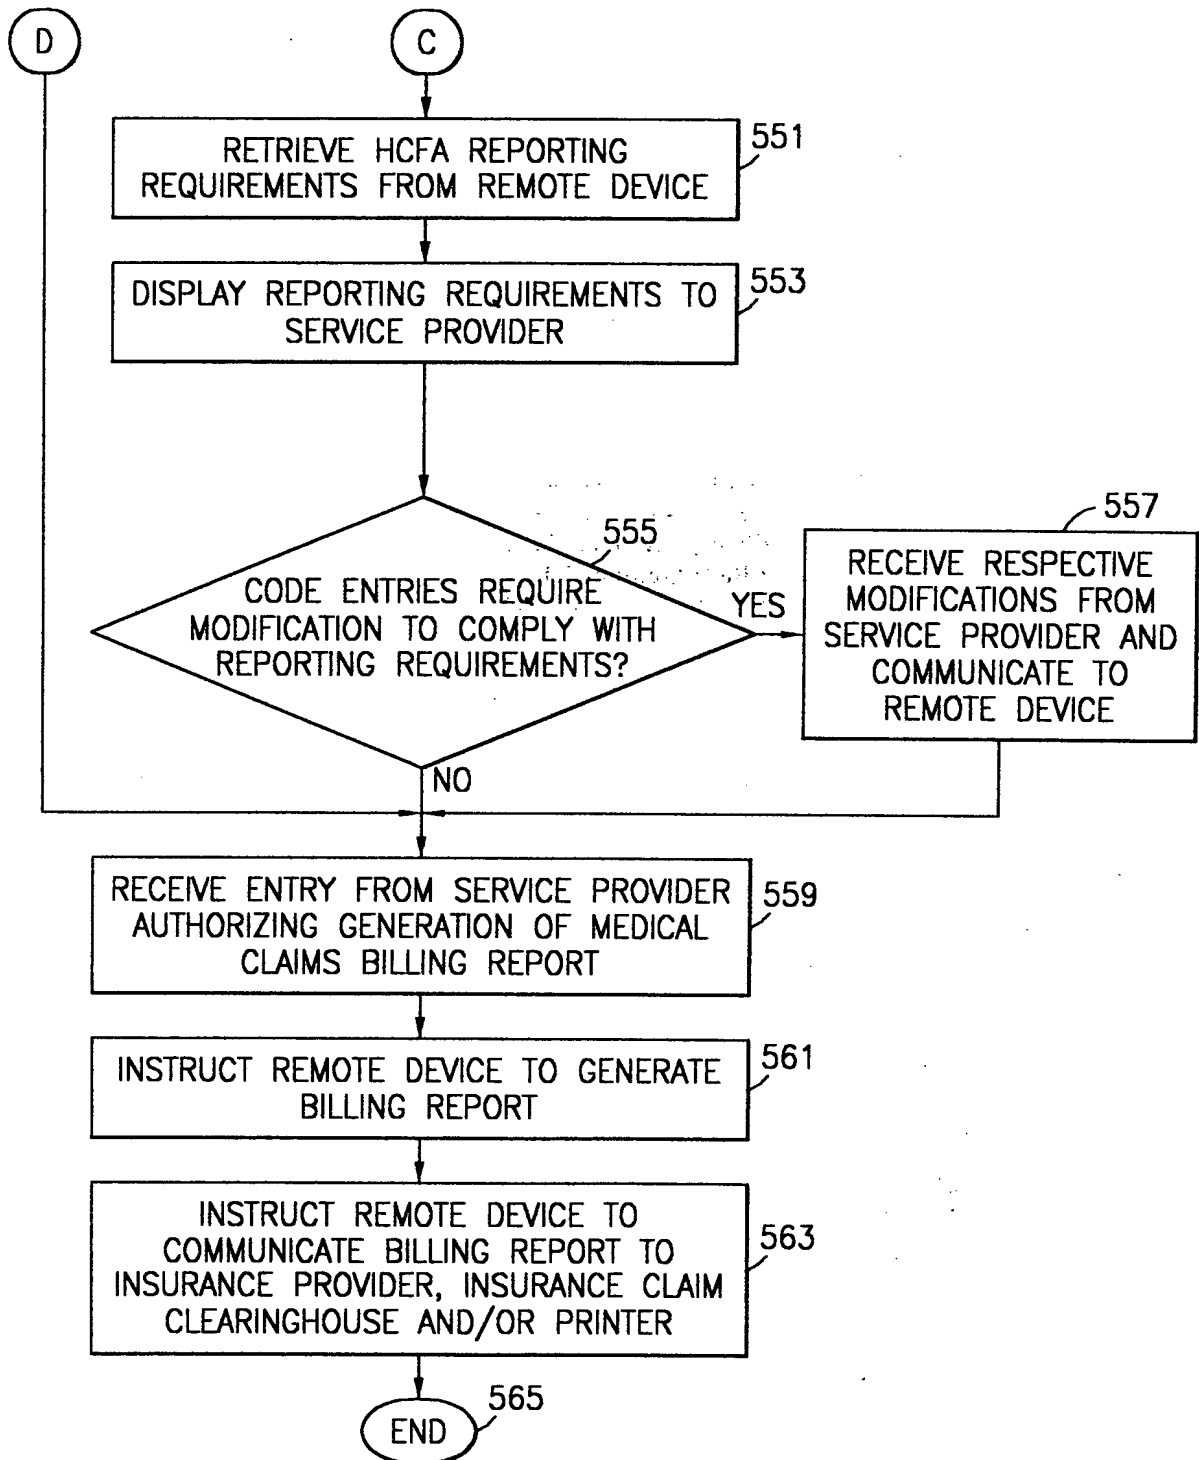 D
C
551
RETRIEVE HCFA REPORTING
REQUIREMENTS FROM REMOTE DEVICE
553
DISPLAY REPORTING REQUIREMENTS TO
SERVICE PROVIDER
555
CODE ENTRIES REQUIRE
MODIFICATION TO COMPLY WITH
REPORTING REQUIREMENTS?
YES
557
RECEIVE RESPECTIVE
MODIFICATIONS FROM
SERVICE PROVIDER AND
COMMUNICATE TO
REMOTE DEVICE
NO
559
RECEIVE ENTRY FROM SERVICE PROVIDER
AUTHORIZING GENERATION OF MEDICAL
CLAIMS BILLING REPORT
561
INSTRUCT REMOTE DEVICE TO GENERATE
BILLING REPORT
563
INSTRUCT REMOTE DEVICE TO
COMMUNICATE BILLING REPORT TO
INSURANCE PROVIDER, INSURANCE CLAIM
CLEARINGHOUSE AND/OR PRINTER
565
END